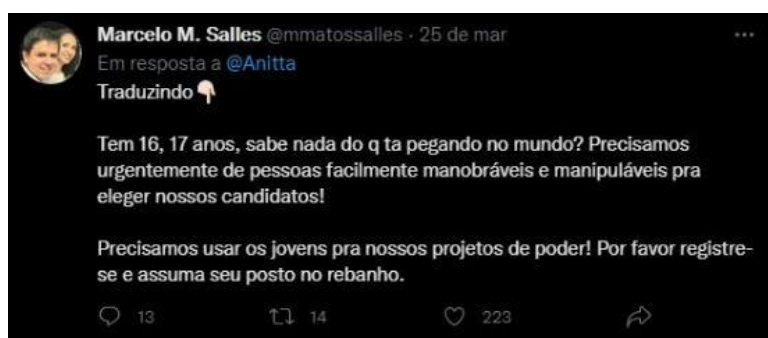 Marcelo M. Salles @mmatossalles · 25 de mar
Em resposta a @Anitta
Traduzindo👇🏻
Tem 16, 17 anos, sabe nada do q ta pegando no mundo? Precisamos
urgentemente de pessoas facilmente manobráveis e manipuláveis pra
eleger nossos candidatos!
Precisamos usar os jovens pra nossos projetos de poder! Por favor registre-
se e assuma seu posto no rebanho.
13 14 223